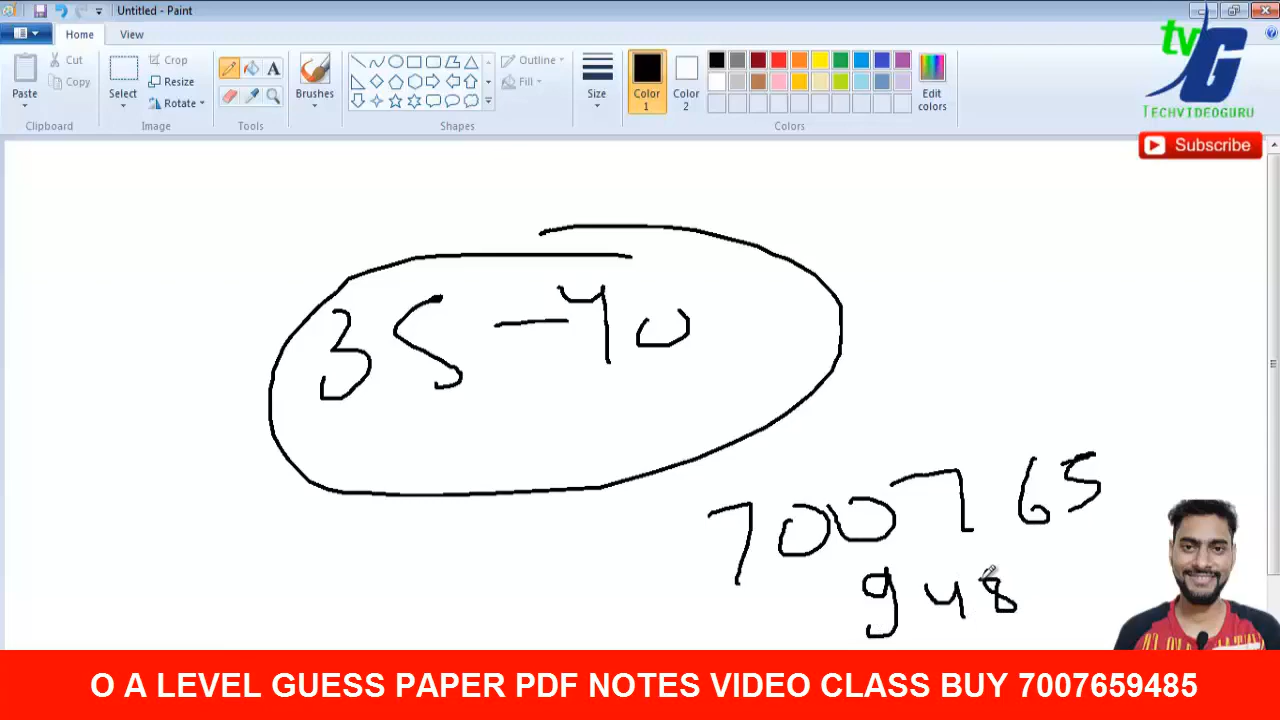 Untitled - Paint
Home View
Paste
Cut
Copy
Clipboard
Select
Crop
Resize
Rotate
Image
Tools
Brushes
Shapes
Outline
Fill
Size
Color 1
Color 2
Edit colors
Colors
tv G
TECHVIDEOGURU
Subscribe
35-40
700765
948
O A LEVEL GUESS PAPER PDF NOTES VIDEO CLASS BUY 7007659485